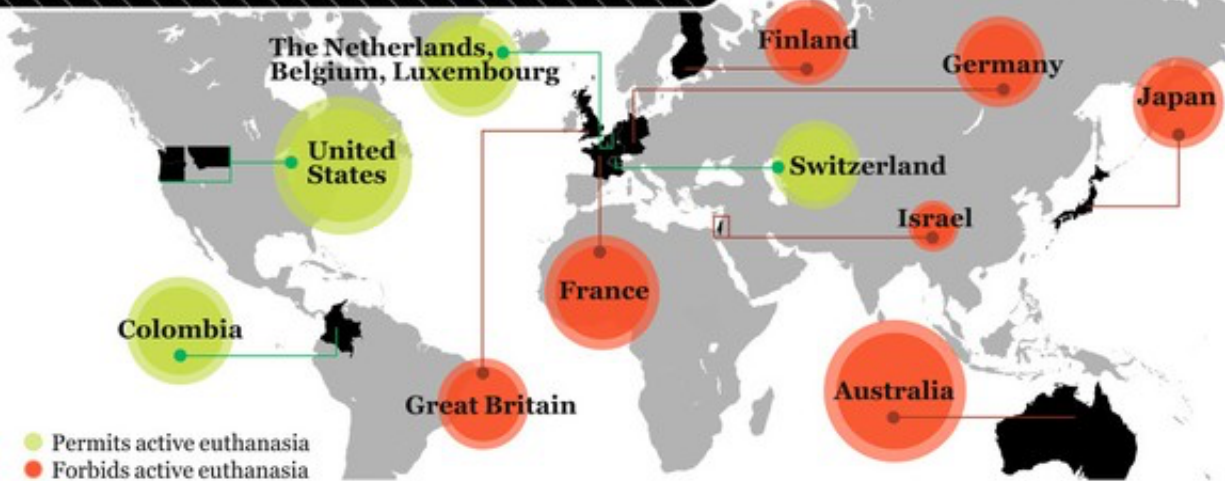 The Netherlands,
Belgium, Luxembourg
Finland
Germany
Japan
United
States
Switzerland
Israel
France
Colombia
Great Britain
Australia
Permits active euthanasia
Forbids active euthanasia